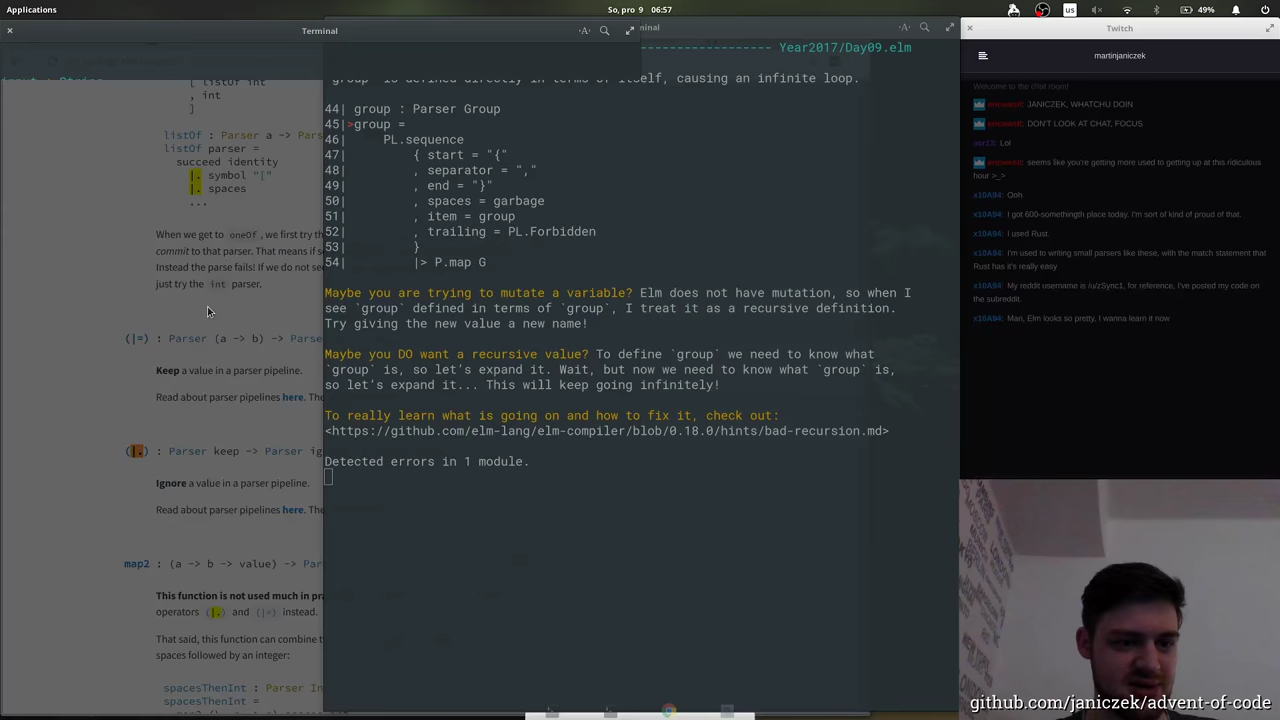 Applications
So, pro 9 06:57
us
49%
Terminal
minal
Twitch
martinjaniczek
---------------- Year2017/Day09.elm
`group` is defined directly in terms of itself, causing an infinite loop.
44| group : Parser Group
45|>group =
46| PL.sequence
47| { start = "{"
48| , separator = ","
49| , end = "}"
50| , spaces = garbage
51| , item = group
52| , trailing = PL.Forbidden
53| }
54| |> P.map G
Maybe you are trying to mutate a variable? Elm does not have mutation, so when I
see `group` defined in terms of `group`, I treat it as a recursive definition.
Try giving the new value a new name!
Maybe you DO want a recursive value? To define `group` we need to know what
`group` is, so let's expand it. Wait, but now we need to know what `group` is,
so let's expand it... This will keep going infinitely!
To really learn what is going on and how to fix it, check out:
<https://github.com/elm-lang/elm-compiler/blob/0.18.0/hints/bad-recursion.md>
Detected errors in 1 module.
input : String
[ listOf int
, int
]
listOf : Parser a -> Pars
listOf parser =
succeed identity
|. symbol "["
|. spaces
...
When we get to oneOf, we first try th
commit to that parser. That means if s
Instead the parse fails! If we do not see
just try the int parser.
(|=) : Parser (a -> b) -> Parse
Keep a value in a parser pipeline.
Read about parser pipelines here. Th
(|.) : Parser keep -> Parser ig
Ignore a value in a parser pipeline.
Read about parser pipelines here. Th
map2 : (a -> b -> value) -> Par
This function is not used much in pra
operators (|.) and (|=) instead.
That said, this function can combine t
spaces followed by an integer:
spacesThenInt : Parser In
spacesThenInt =
Welcome to the chat room!
JANICZEK, WHATCHU DOIN
DON'T LOOK AT CHAT, FOCUS
Lol
seems like you're getting more used to getting up at this ridiculous
hour >_>
x10A94: Ooh
x10A94: I got 600-somethingth place today. I'm sort of kind of proud of that.
x10A94: I used Rust.
x10A94: I'm used to writing small parsers like these, with the match statement that
Rust has it's really easy
x10A94: My reddit username is /u/zSync1, for reference, I've posted my code on
the subreddit.
x10A94: Man, Elm looks so pretty, I wanna learn it now
github.com/janiczek/advent-of-code